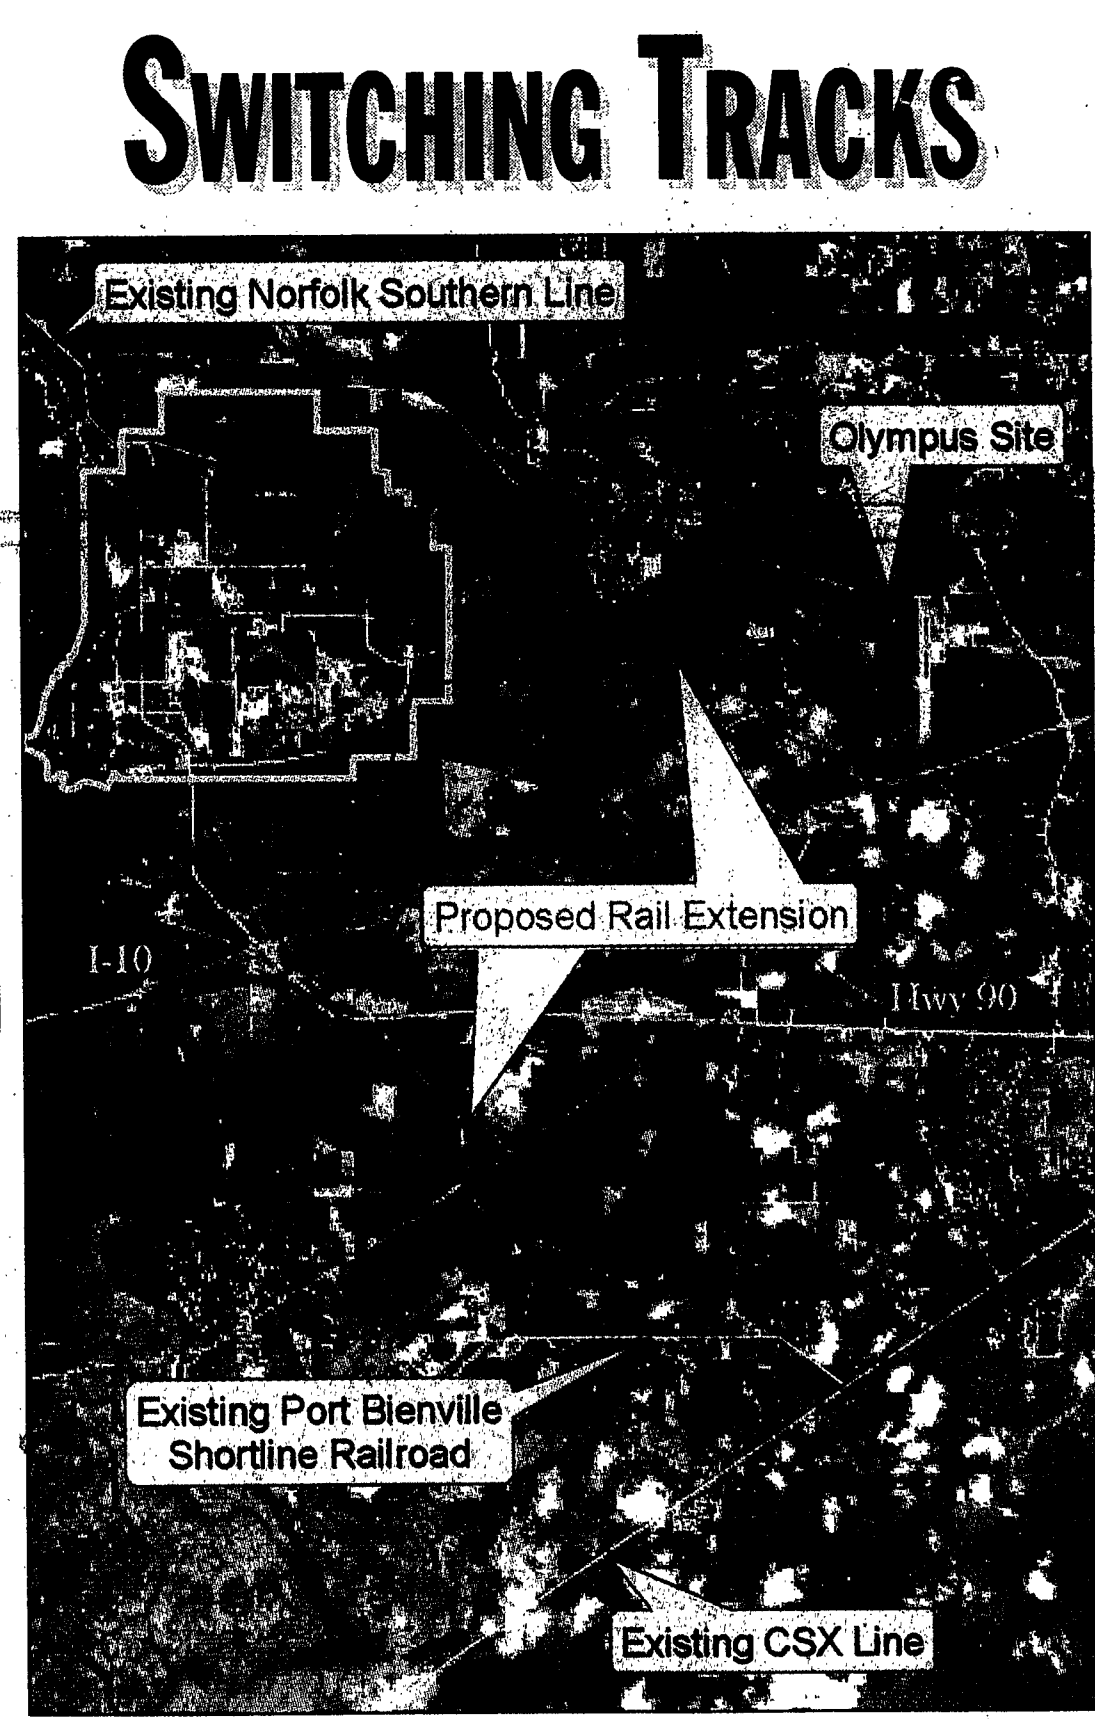 SWITCHING TRACKS
Existing Norfolk Southern Line
Olympus Site
Proposed Rail Extension
I-10
Hwy 90
Existing Port Bienville
Shortline Railroad
Existing CSX Line